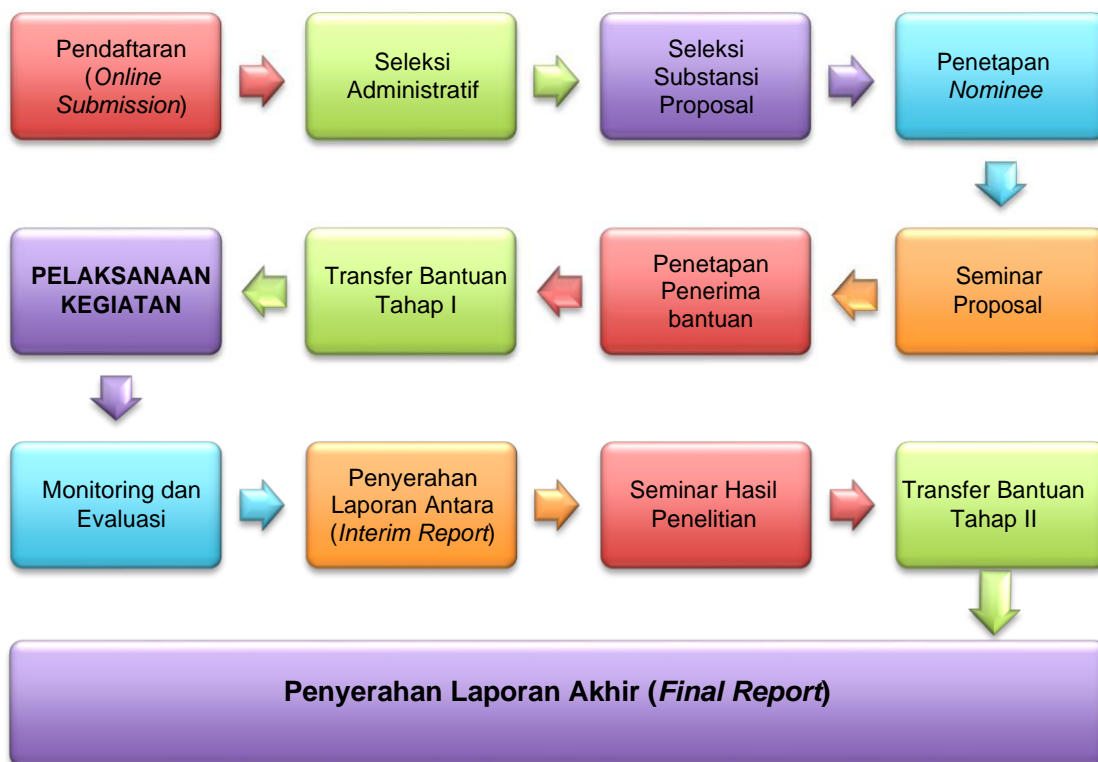 Pendaftaran
(Online
Submission)
Seleksi
Administratif
Seleksi
Substansi
Proposal
Penetapan
Nominee
Seminar
Proposal
Penetapan
Penerima
bantuan
Transfer Bantuan
Tahap I
PELAKSANAAN
KEGIATAN
Monitoring dan
Evaluasi
Penyerahan
Laporan Antara
(Interim Report)
Seminar Hasil
Penelitian
Transfer Bantuan
Tahap II
Penyerahan Laporan Akhir (Final Report)